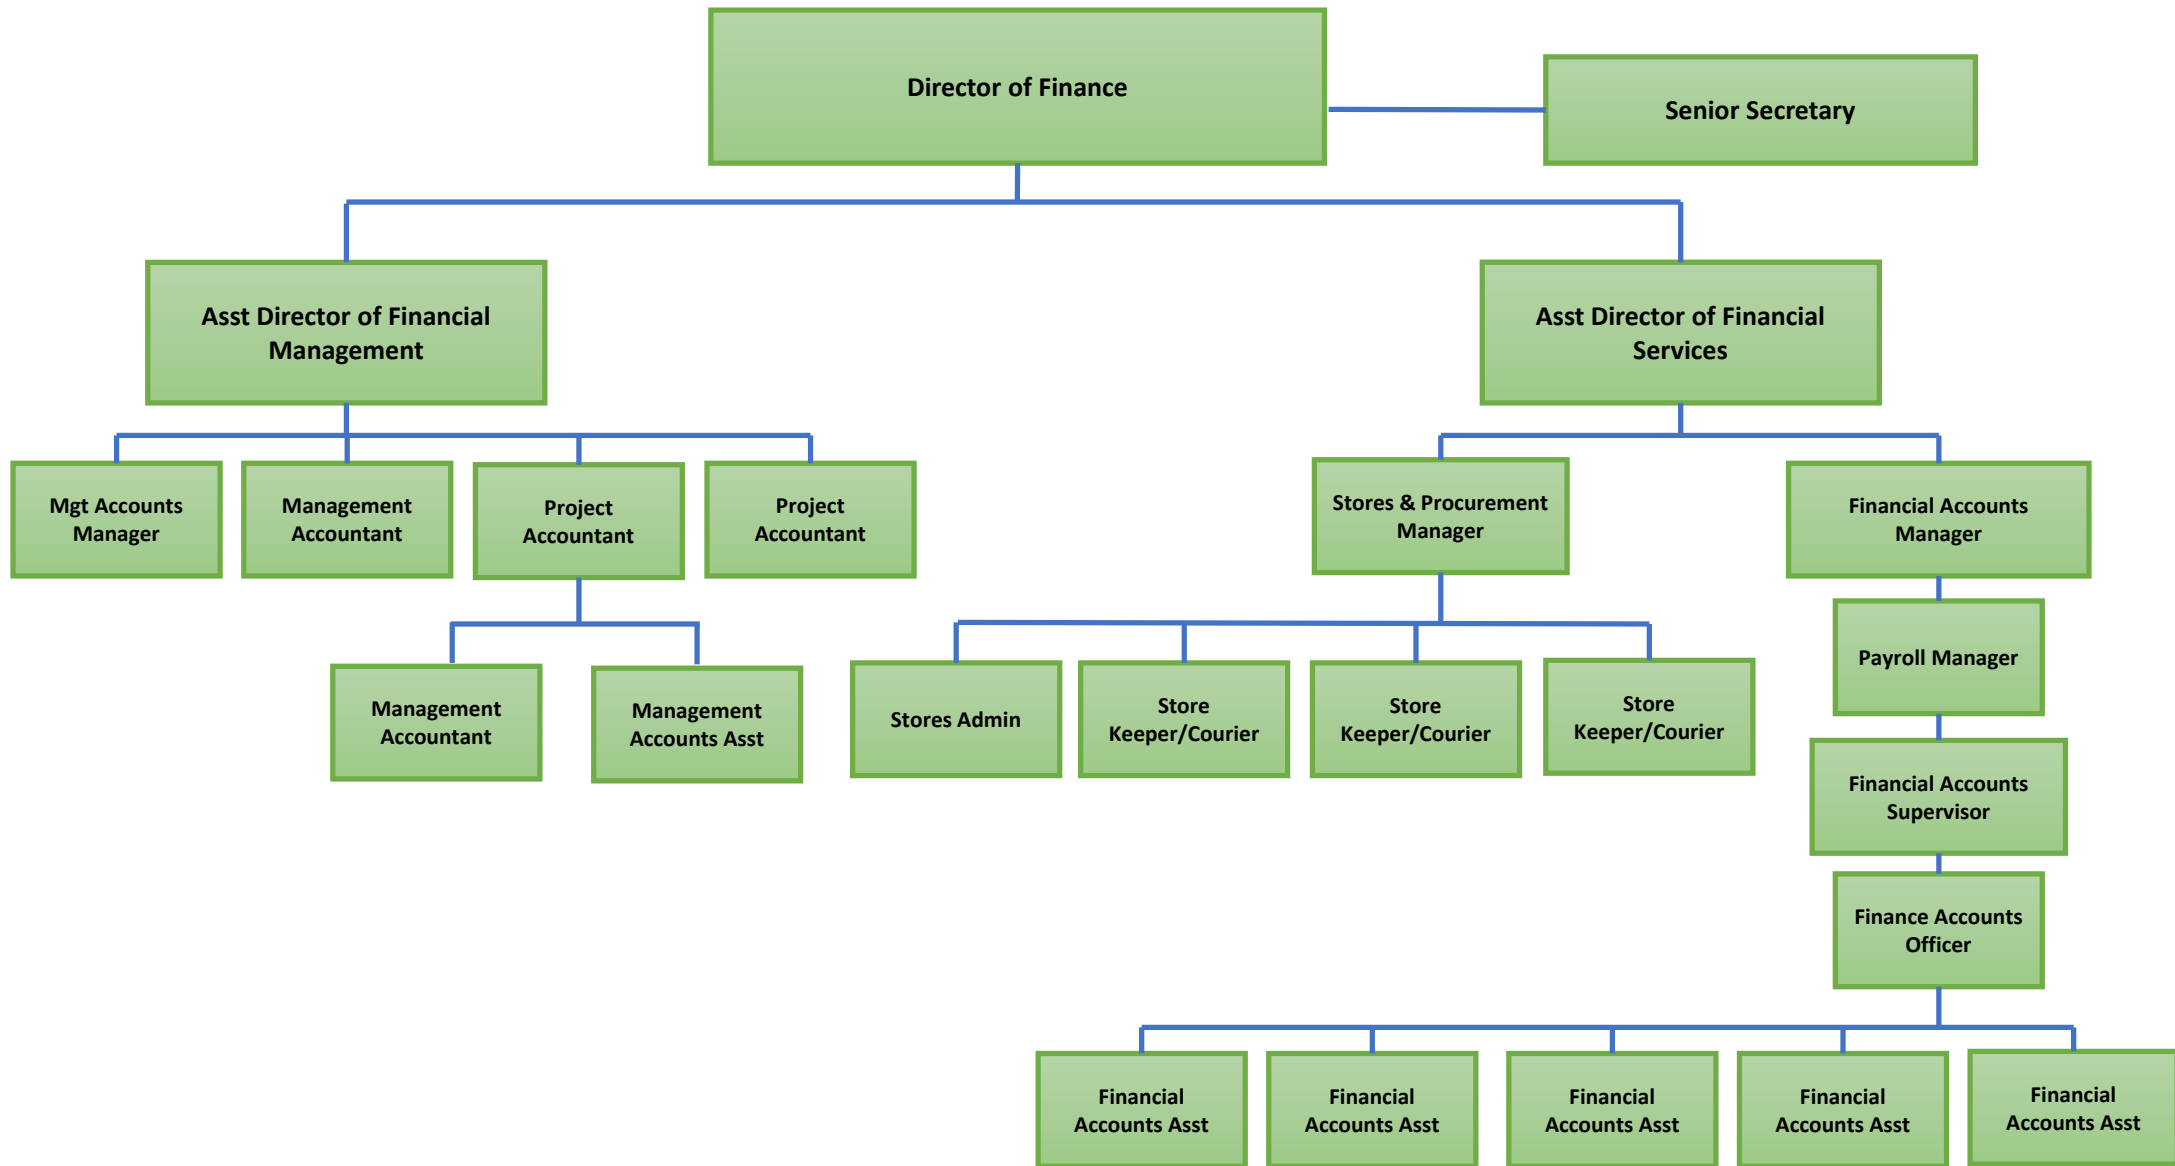 Director of Finance
Senior Secretary
Asst Director of Financial
Management
Asst Director of Financial
Services
Mgt Accounts
Manager
Management
Accountant
Project
Accountant
Project
Accountant
Stores & Procurement
Manager
Financial Accounts
Manager
Management
Accountant
Management
Accounts Asst
Stores Admin
Store
Keeper/Courier
Store
Keeper/Courier
Store
Keeper/Courier
Payroll Manager
Financial Accounts
Supervisor
Finance Accounts
Officer
Financial
Accounts Asst
Financial
Accounts Asst
Financial
Accounts Asst
Financial
Accounts Asst
Financial
Accounts Asst